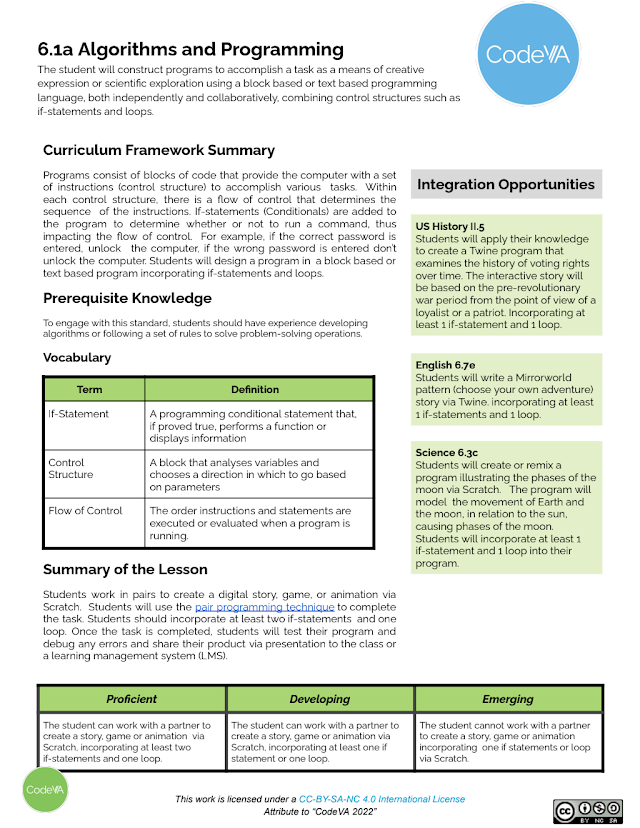 6.1a Algorithms and Programming
The student will construct programs to accomplish a task as a means of creative
expression or scientific exploration using a block based or text based programming
language, both independently and collaboratively, combining control structures such as
if-statements and loops.
CodeVA
Curriculum Framework Summary
Programs consist of blocks of code that provide the computer with a set
of instructions (control structure) to accomplish various tasks. Within
each control structure, there is a flow of control that determines the
sequence of the instructions. If-statements (Conditionals) are added to
the program to determine whether or not to run a command, thus
impacting the flow of control. For example, if the correct password is
entered, unlock the computer, if the wrong password is entered don't
unlock the computer. Students will design a program in a block based or
text based program incorporating if-statements and loops.
Prerequisite Knowledge
To engage with this standard, students should have experience developing
algorithms or following a set of rules to solve problem-solving operations.
Vocabulary
Term Definition
If-Statement
A programming conditional statement that,
if proved true, performs a function or
displays information
Control
Structure
A block that analyses variables and
chooses a direction in which to go based
on parameters
Flow of Control
The order instructions and statements are
executed or evaluated when a program is
running.
Summary of the Lesson
Students work in pairs to create a digital story, game, or animation via
Scratch. Students will use the pair programming technique to complete
the task. Students should incorporate at least two if-statements and one
loop. Once the task is completed, students will test their program and
debug any errors and share their product via presentation to the class or
a learning management system (LMS).
Integration Opportunities
US History II.5
Students will apply their knowledge
to create a Twine program that
examines the history of voting rights
over time. The interactive story will
be based on the pre-revolutionary
war period from the point of view of a
loyalist or a patriot. Incorporating at
least 1 if-statement and 1 loop.
English 6.7e
Students will write a Mirrorworld
pattern (choose your own adventure)
story via Twine. incorporating at least
1 if-statements and 1 loop.
Science 6.3c
Students will create or remix a
program illustrating the phases of the
moon via Scratch. The program will
model the movement of Earth and
the moon, in relation to the sun,
causing phases of the moon.
Students will incorporate at least 1
if-statement and 1 loop into their
program.
Proficient Developing Emerging
The student can work with a partner to
create a story, game or animation via
Scratch, incorporating at least two
if-statements and one loop.
The student can work with a partner to
create a story, game or animation via
Scratch, incorporating at least one if
statement or one loop.
The student cannot work with a partner
to create a story, game or animation
incorporating one if statements or loop
via Scratch.
CodeVA
This work is licensed under a CC-BY-SA-NC 4.0 International License
Attribute to "CodeVA 2022"
cc
BY NC SA